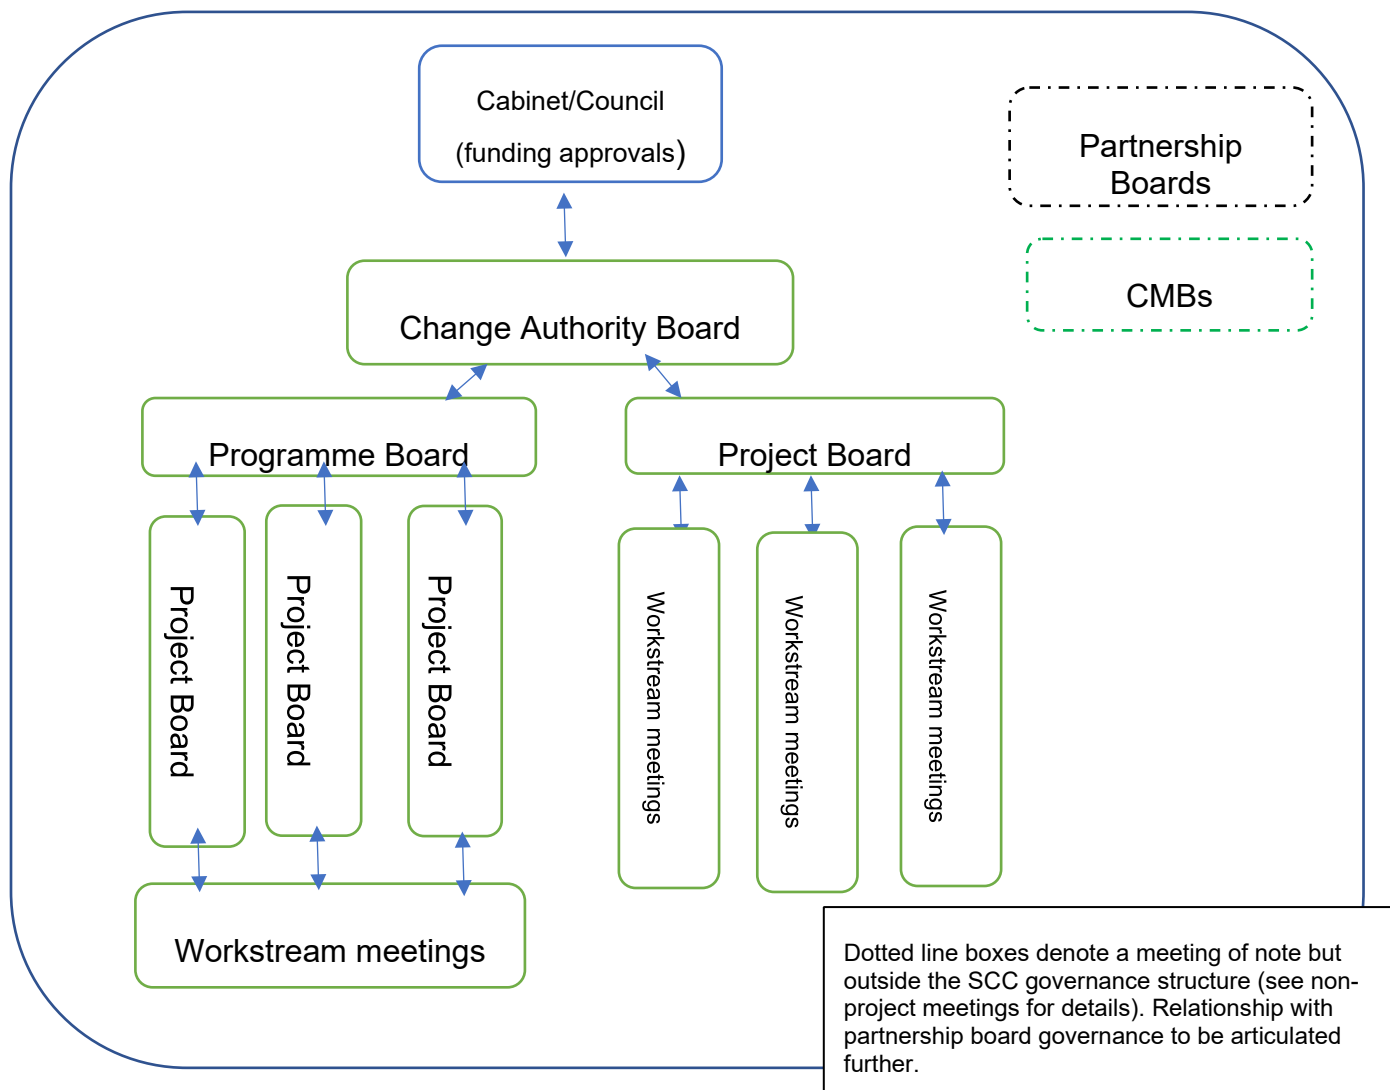 Cabinet/Council
(funding approvals)
Partnership
Boards
CMBs
Change Authority Board
Programme Board
Project Board
Project Board
Project Board
Project Board
Workstream meetings
Workstream meetings
Workstream meetings
Workstream meetings
Dotted line boxes denote a meeting of note but
outside the SCC governance structure (see non-
project meetings for details). Relationship with
partnership board governance to be articulated
further.